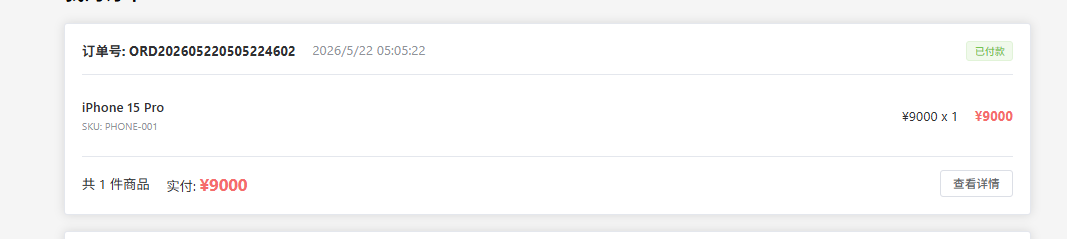 订单号: ORD202605220505224602 2026/5/22 05:05:22 已付款
iPhone 15 Pro
SKU: PHONE-001
¥9000 x 1 ¥9000
共 1 件商品 实付: ¥9000 查看详情